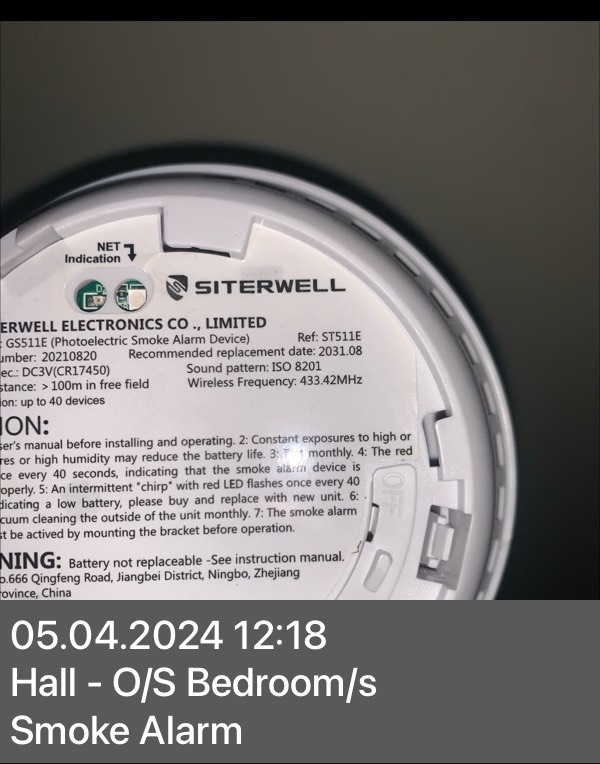 NET
Indication
SITERWELL
ERWELL ELECTRONICS CO ., LIMITED
: GS511E (Photoelectric Smoke Alarm Device) Ref: ST511E
umber: 20210820 Recommended replacement date: 2031.08
ec.: DC3V(CR17450) Sound pattern: ISO 8201
stance: > 100m in free field Wireless Frequency: 433.42MHz
ion: up to 40 devices
ION:
ser's manual before installing and operating. 2: Constant exposures to high or
res or high humidity may reduce the battery life. 3: monthly. 4: The red
ce every 40 seconds, indicating that the smoke alarm device is
operly. 5: An intermittent "chirp" with red LED flashes once every 40
dicating a low battery, please buy and replace with new unit. 6:
cuum cleaning the outside of the unit monthly. 7: The smoke alarm
st be actived by mounting the bracket before operation.
OFF
NING: Battery not replaceable -See instruction manual.
o.666 Qingfeng Road, Jiangbei District, Ningbo, Zhejiang
ovince, China
05.04.2024 12:18
Hall - O/S Bedroom/s
Smoke Alarm